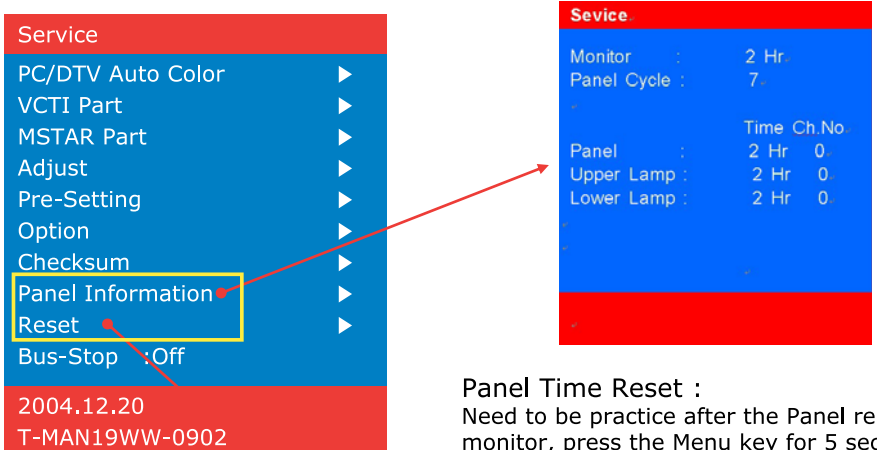 Service
PC/DTV Auto Color
VCTI Part
MSTAR Part
Adjust
Pre-Setting
Option
Checksum
Panel Information
Reset
Bus-Stop :Off
2004.12.20
T-MAN19WW-0902
Sevice
Monitor : 2 Hr
Panel Cycle : 7
Time Ch.No
Panel : 2 Hr 0
Upper Lamp : 2 Hr 0
Lower Lamp : 2 Hr 0
Panel Time Reset :
Need to be practice after the Panel re
monitor, press the Menu key for 5 sec